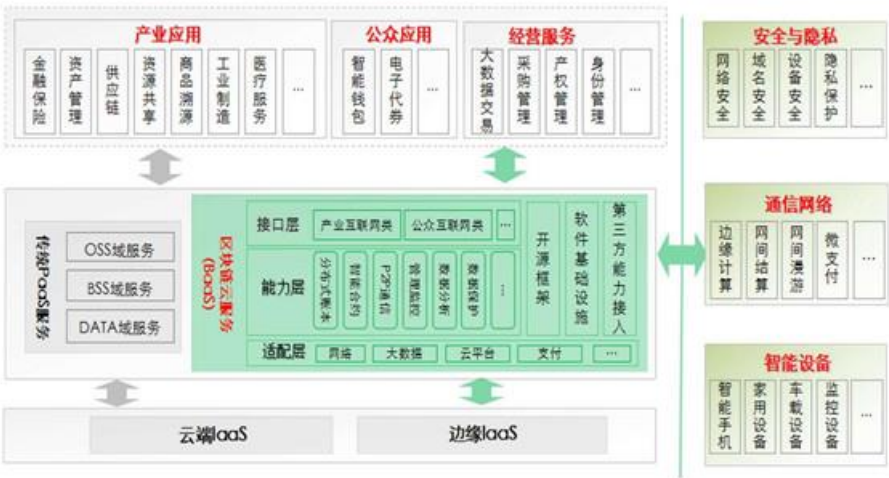 产业应用
金融保险
资产管理
供应链
资源共享
商品溯源
工业制造
医疗服务
...
公众应用
智能钱包
电子代券
...
经营服务
大数据交易
采购管理
产权管理
身份管理
...
传统PaaS服务
OSS域服务
BSS域服务
DATA域服务
区块链云服务
(BaaS)
接口层
产业互联网类
公众互联网类
...
能力层
分布式账本
智能合约
P2P通信
管理监控
数据分析
数据保护
...
适配层
网络
大数据
云平台
支付
...
开源框架
软件基础设施
第三方能力接入
云端IaaS
边缘IaaS
安全与隐私
网络安全
域名安全
设备安全
隐私保护
...
通信网络
边缘计算
网间结算
网间漫游
微支付
...
智能设备
智能手机
家用设备
车载设备
监控设备
...